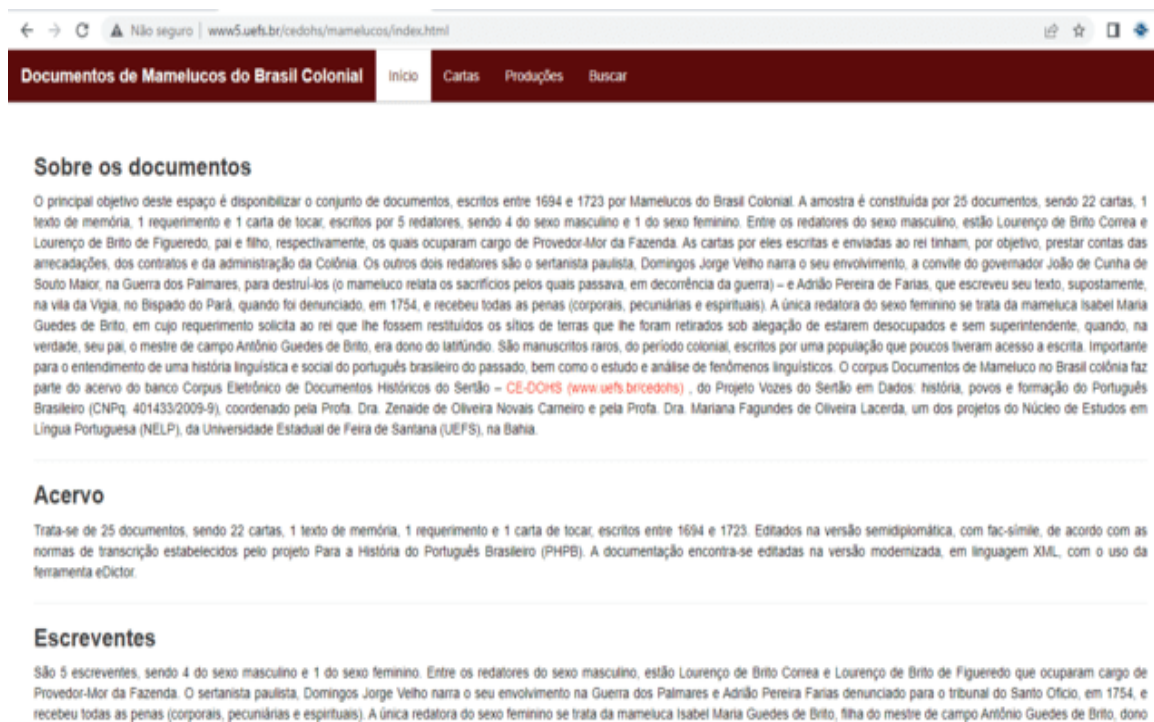 Não seguro | www5.uefs.br/cedohs/mamelucos/index.html
Documentos de Mamelucos do Brasil Colonial Início Cartas Produções Buscar
Sobre os documentos
O principal objetivo deste espaço é disponibilizar o conjunto de documentos, escritos entre 1694 e 1723 por Mamelucos do Brasil Colonial. A amostra é constituída por 25 documentos, sendo 22 cartas, 1
texto de memória, 1 requerimento e 1 carta de tocar, escritos por 5 redatores, sendo 4 do sexo masculino e 1 do sexo feminino. Entre os redatores do sexo masculino, estão Lourenço de Brito Correa e
Lourenço de Brito de Figueredo, pai e filho, respectivamente, os quais ocuparam cargo de Provedor-Mor da Fazenda. As cartas por eles escritas e enviadas ao rei tinham, por objetivo, prestar contas das
arrecadações, dos contratos e da administração da Colônia. Os outros dois redatores são o sertanista paulista, Domingos Jorge Velho narra o seu envolvimento, a convite do governador João de Cunha de
Souto Maior, na Guerra dos Palmares, para destruí-los (o mameluco relata os sacrifícios pelos quais passava, em decorrência da guerra) – e Adrião Pereira de Farias, que escreveu seu texto, supostamente,
na vila da Vigia, no Bispado do Pará, quando foi denunciado, em 1754, e recebeu todas as penas (corporais, pecuniárias e espirituais). A única redatora do sexo feminino se trata da mameluca Isabel Maria
Guedes de Brito, em cujo requerimento solicita ao rei que lhe fossem restituídos os sítios de terras que lhe foram retirados sob alegação de estarem desocupados e sem superintendente, quando, na
verdade, seu pai, o mestre de campo Antônio Guedes de Brito, era dono do latifúndio. São manuscritos raros, do período colonial, escritos por uma população que poucos tiveram acesso a escrita. Importante
para o entendimento de uma história linguística e social do português brasileiro do passado, bem como o estudo e análise de fenômenos linguísticos. O corpus Documentos de Mameluco no Brasil colônia faz
parte do acervo do banco Corpus Eletrônico de Documentos Históricos do Sertão – CE-DOHS (www.uefs.br/cedohs) , do Projeto Vozes do Sertão em Dados: história, povos e formação do Português
Brasileiro (CNPq. 401433/2009-9), coordenado pela Profa. Dra. Zenaide de Oliveira Novais Carneiro e pela Profa. Dra. Mariana Fagundes de Oliveira Lacerda, um dos projetos do Núcleo de Estudos em
Língua Portuguesa (NELP), da Universidade Estadual de Feira de Santana (UEFS), na Bahia.
Acervo
Trata-se de 25 documentos, sendo 22 cartas, 1 texto de memória, 1 requerimento e 1 carta de tocar, escritos entre 1694 e 1723. Editados na versão semidiplomática, com fac-símile, de acordo com as
normas de transcrição estabelecidos pelo projeto Para a História do Português Brasileiro (PHPB). A documentação encontra-se editadas na versão modernizada, em linguagem XML, com o uso da
ferramenta eDictor.
Escreventes
São 5 escreventes, sendo 4 do sexo masculino e 1 do sexo feminino. Entre os redatores do sexo masculino, estão Lourenço de Brito Correa e Lourenço de Brito de Figueredo que ocuparam cargo de
Provedor-Mor da Fazenda. O sertanista paulista, Domingos Jorge Velho narra o seu envolvimento na Guerra dos Palmares e Adrião Pereira Farias denunciado para o tribunal do Santo Ofício, em 1754, e
recebeu todas as penas (corporais, pecuniárias e espirituais). A única redatora do sexo feminino se trata da mameluca Isabel Maria Guedes de Brito, filha do mestre de campo Antônio Guedes de Brito, dono